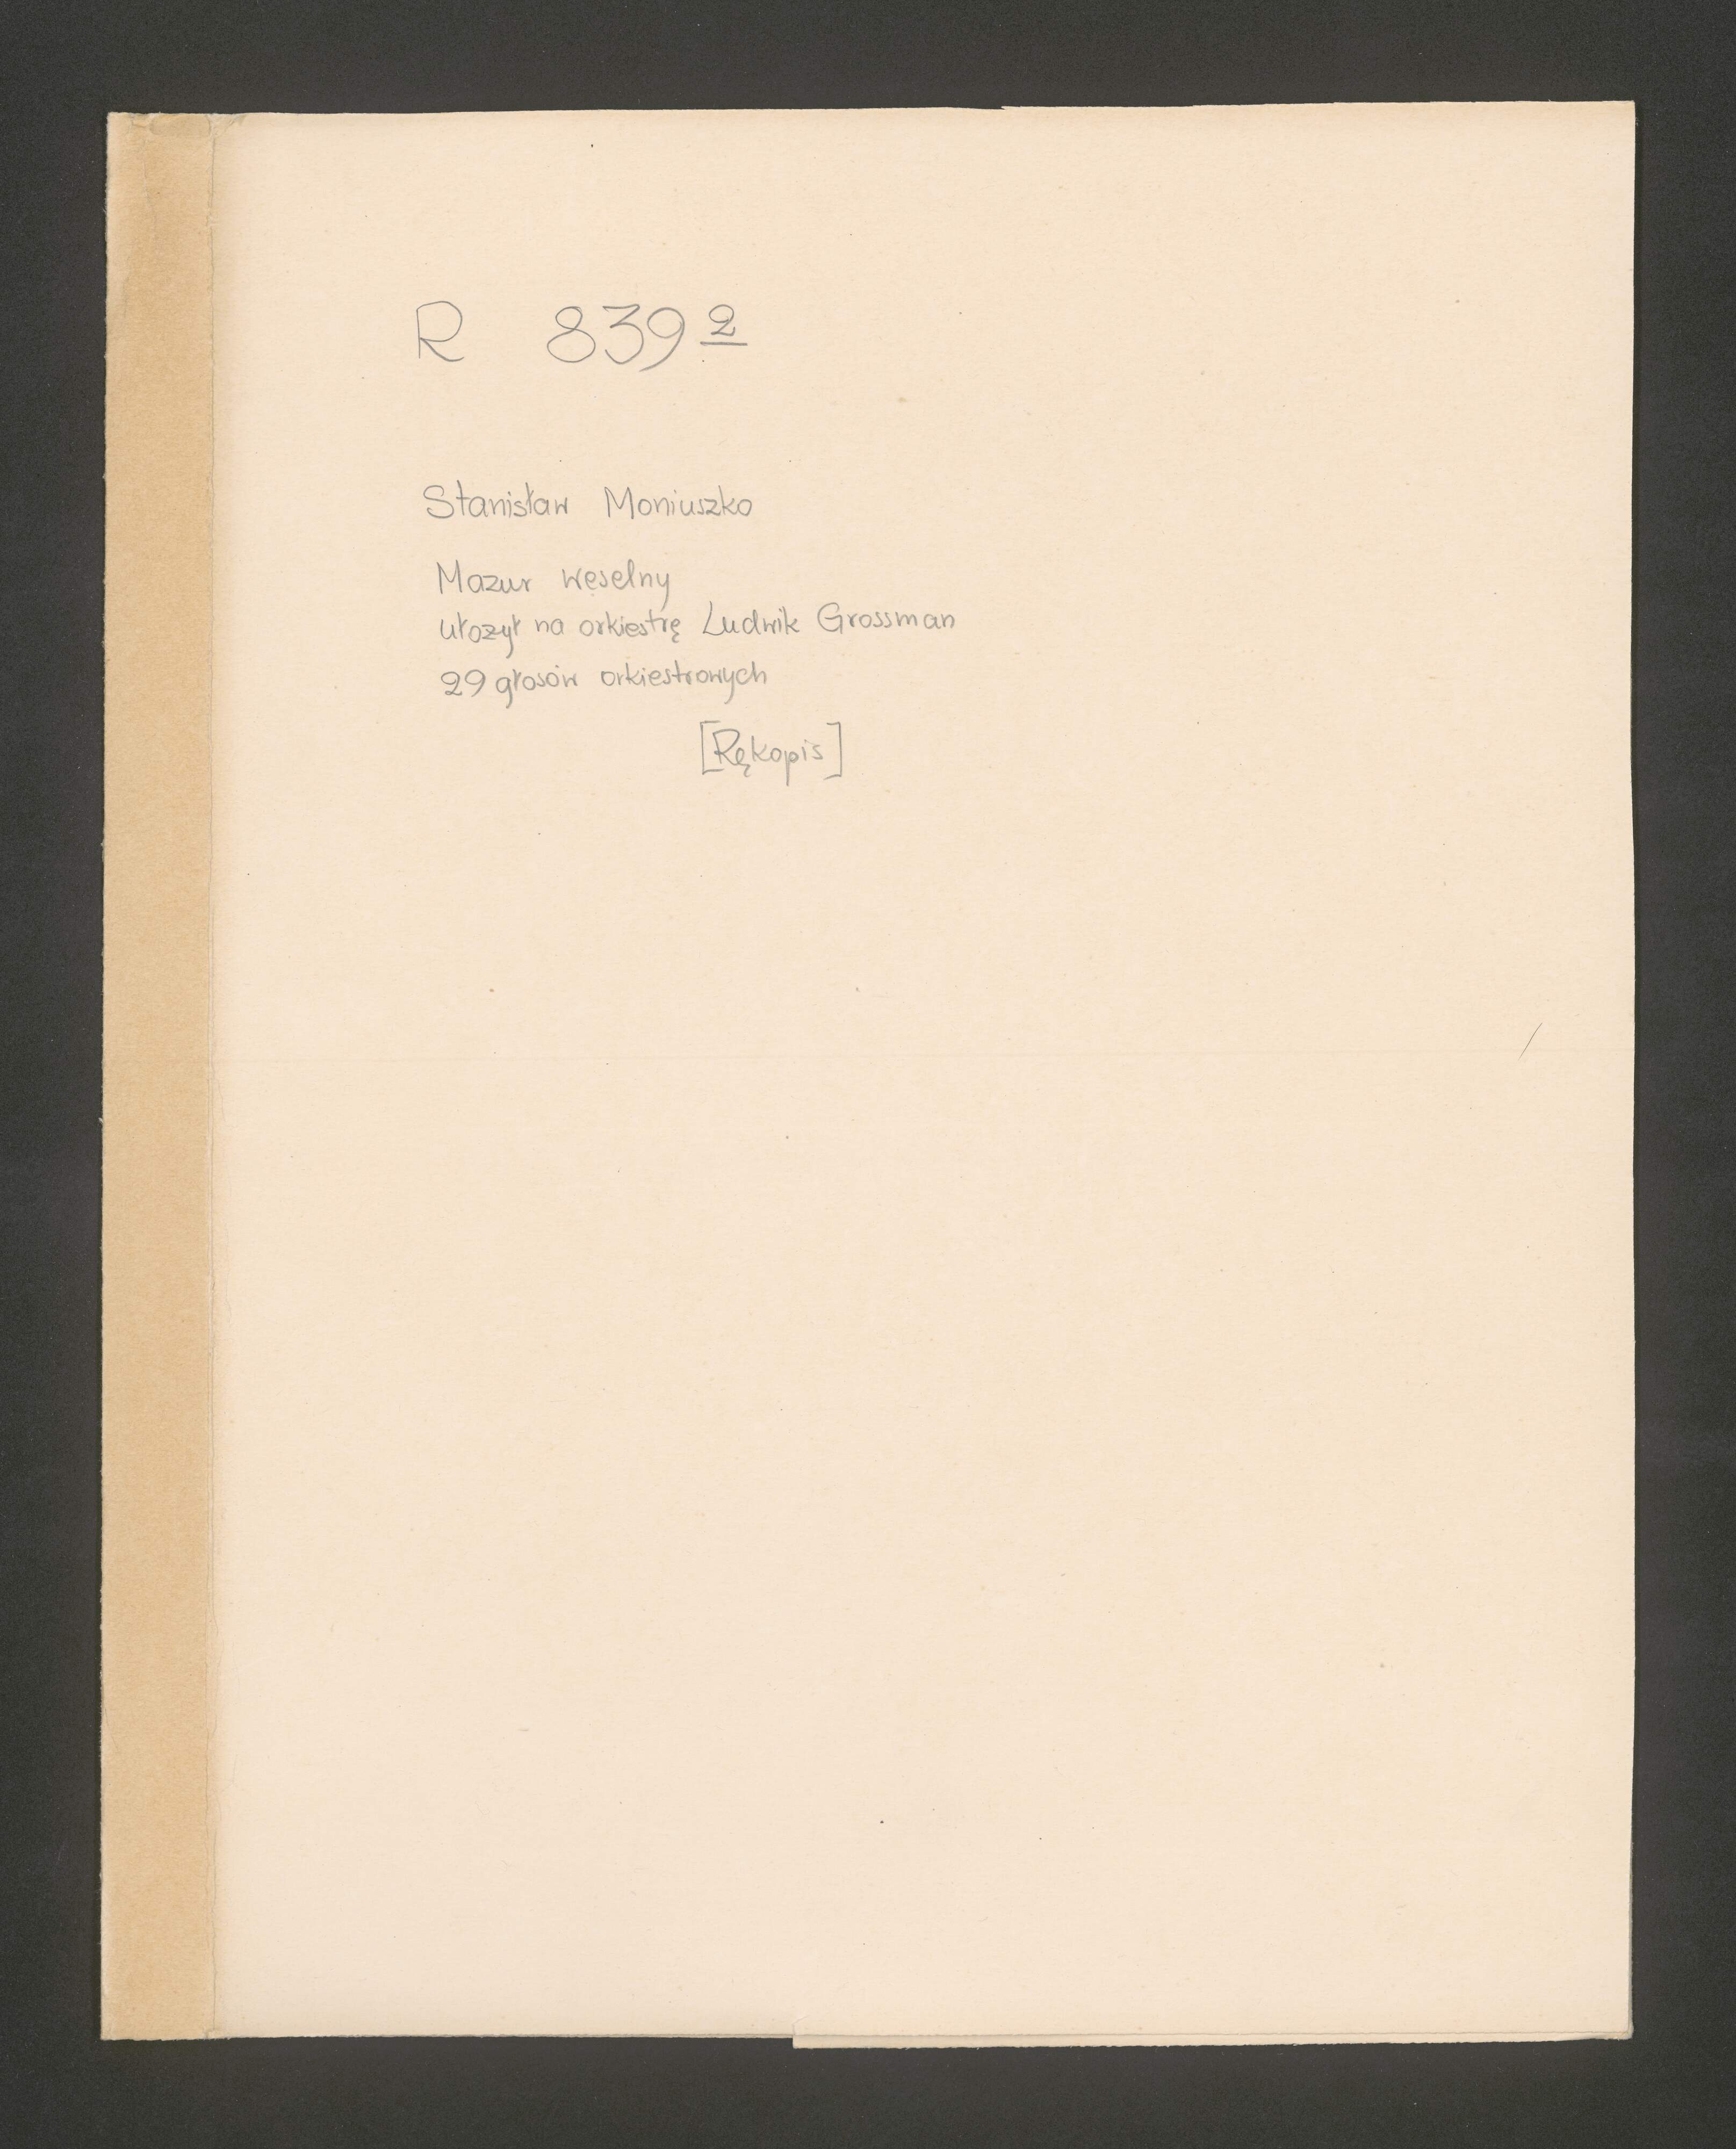 R 839 2
Stanisław Moniuszko
Mazur weselny
ułożył na orkiestrę Ludwik Grossman
29 głosów orkiestrowych
[Rękopis]